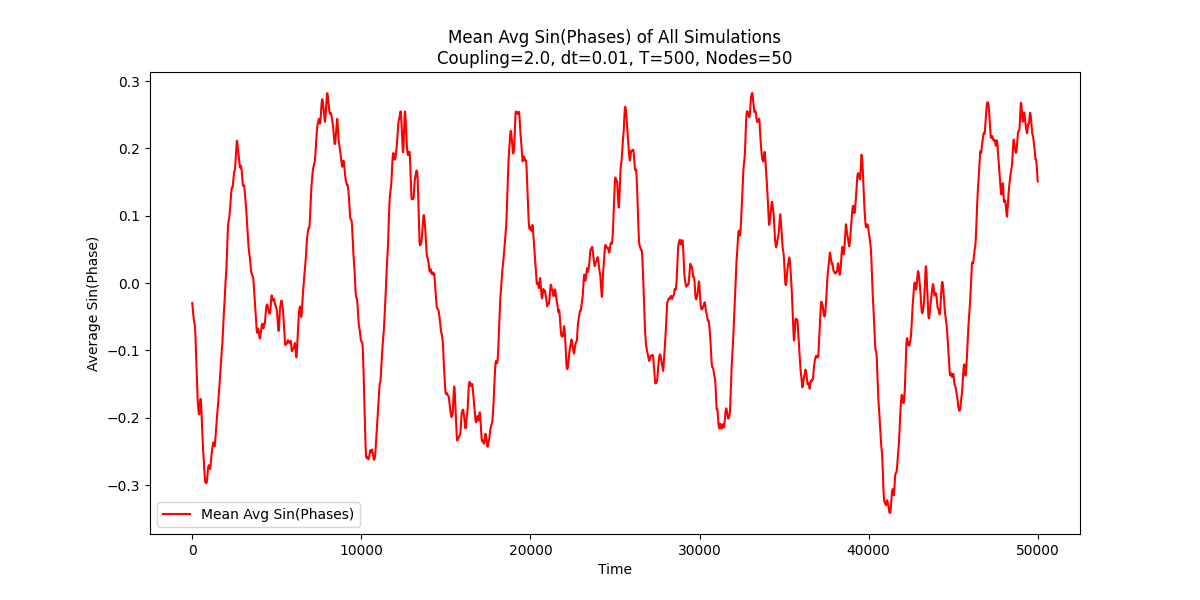 Mean Avg Sin(Phases) of All Simulations
Coupling=2.0, dt=0.01, T=500, Nodes=50
0.3
0.2
0.1
0.0
−0.1
−0.2
−0.3
Average Sin(Phase)
Mean Avg Sin(Phases)
0 10000 20000 30000 40000 50000
Time